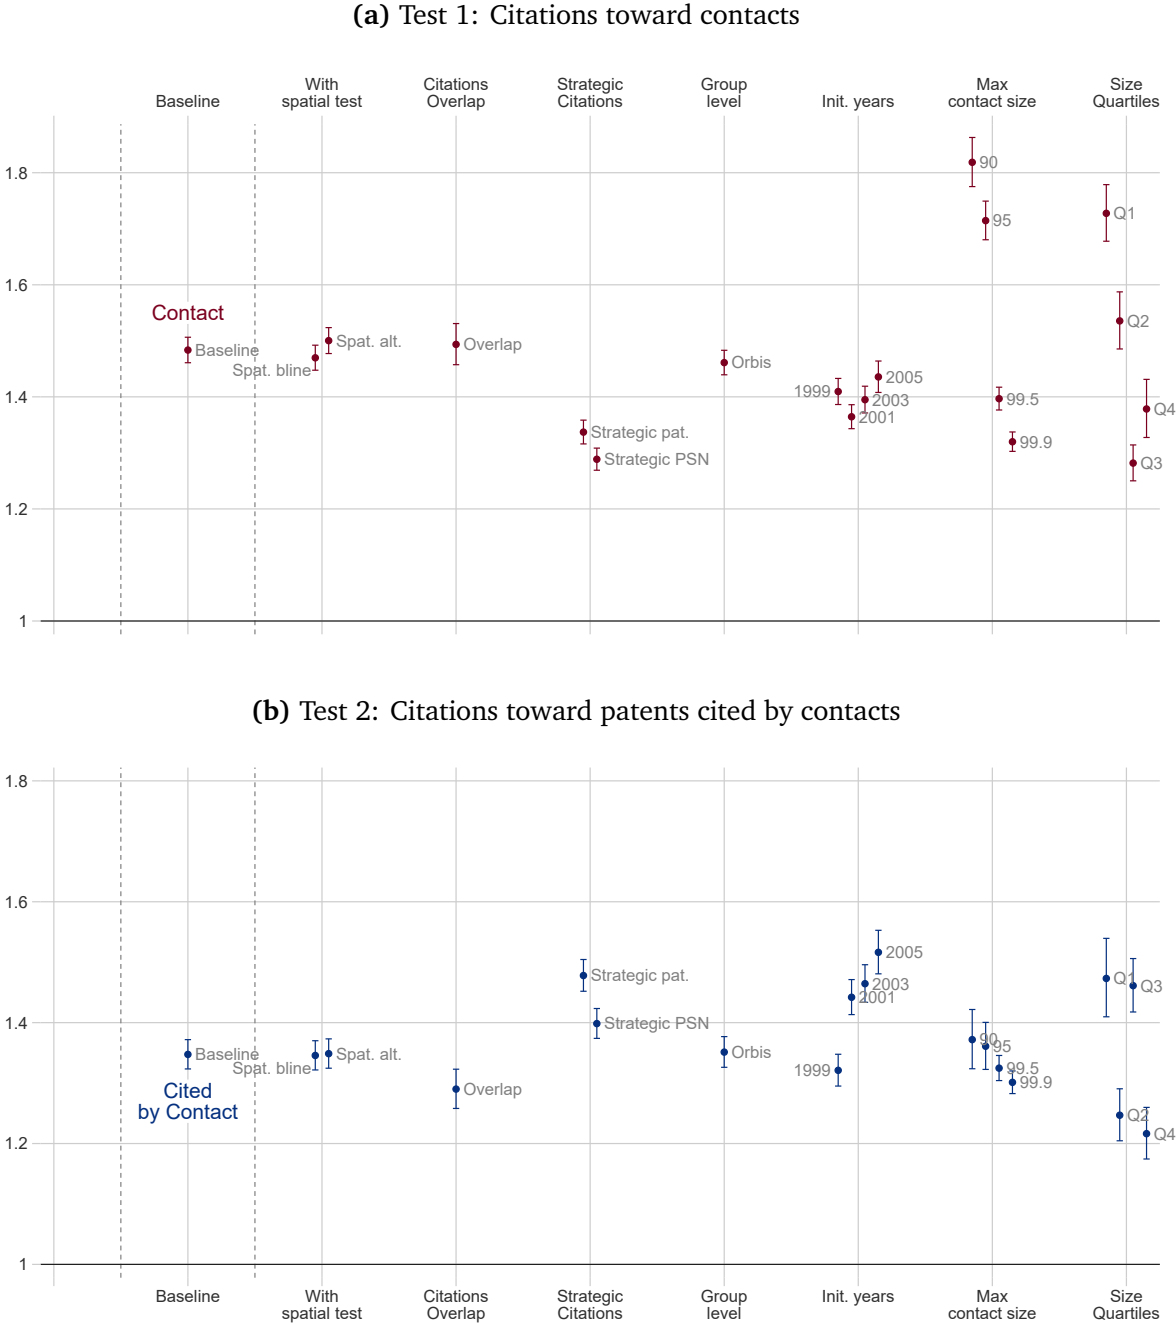 (a) Test 1: Citations toward contacts
Baseline
With
spatial test
Citations
Overlap
Strategic
Citations
Group
level
Init. years
Max
contact size
Size
Quartiles
1.8
1.6
1.4
1.2
1
Contact
Baseline
Spat. bline
Spat. alt.
Overlap
Strategic pat.
Strategic PSN
Orbis
1999
2001
2003
2005
90
95
99.5
99.9
Q1
Q2
Q3
Q4
(b) Test 2: Citations toward patents cited by contacts
1.8
1.6
1.4
1.2
1
Baseline
Cited
by Contact
Spat. bline
Spat. alt.
Overlap
Strategic pat.
Strategic PSN
Orbis
1999
2001
2003
2005
90
95
99.5
99.9
Q1
Q2
Q3
Q4
Baseline
With
spatial test
Citations
Overlap
Strategic
Citations
Group
level
Init. years
Max
contact size
Size
Quartiles